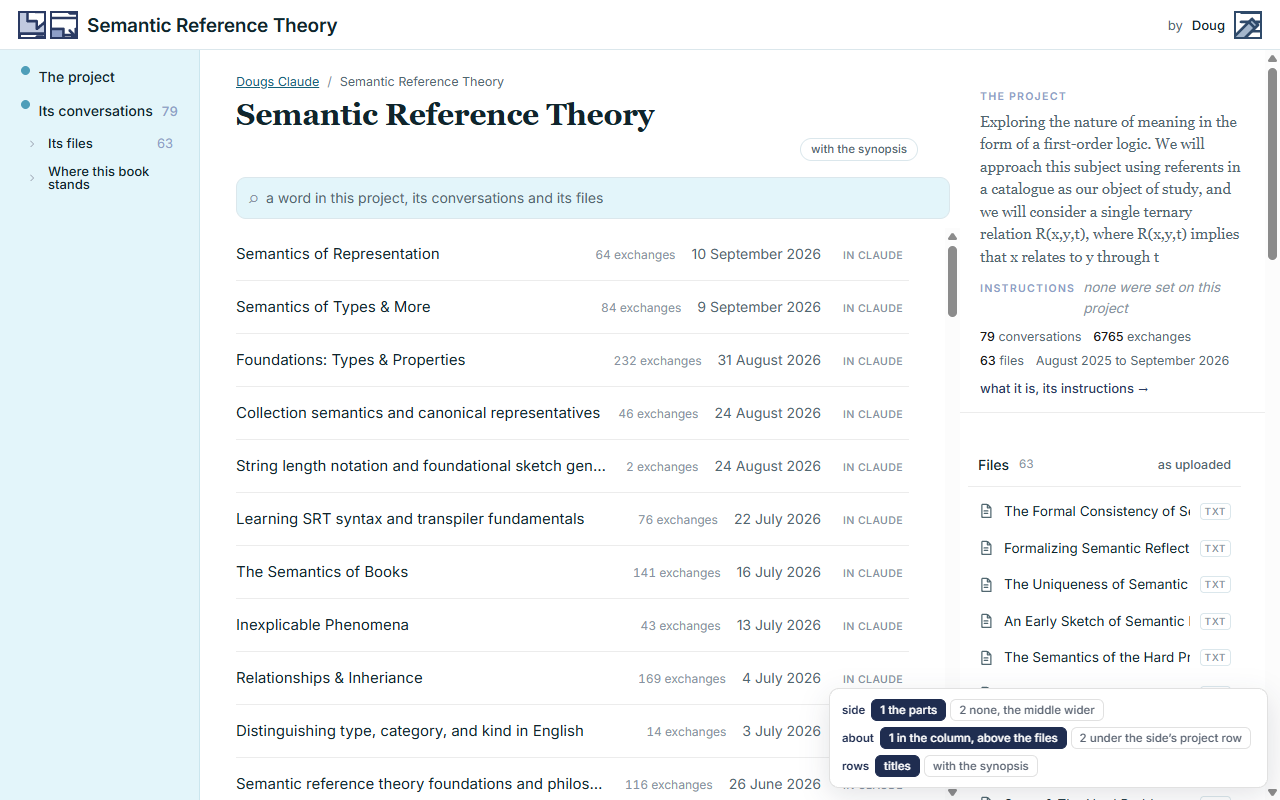 Semantic Reference Theory
by Doug
The project
Its conversations 79
Its files 63
Where this book
stands
Dougs Claude / Semantic Reference Theory
Semantic Reference Theory
with the synopsis
a word in this project, its conversations and its files
Semantics of Representation 64 exchanges 10 September 2026 IN CLAUDE
Semantics of Types & More 84 exchanges 9 September 2026 IN CLAUDE
Foundations: Types & Properties 232 exchanges 31 August 2026 IN CLAUDE
Collection semantics and canonical representatives 46 exchanges 24 August 2026 IN CLAUDE
String length notation and foundational sketch gen... 2 exchanges 24 August 2026 IN CLAUDE
Learning SRT syntax and transpiler fundamentals 76 exchanges 22 July 2026 IN CLAUDE
The Semantics of Books 141 exchanges 16 July 2026 IN CLAUDE
Inexplicable Phenomena 43 exchanges 13 July 2026 IN CLAUDE
Relationships & Inheriance 169 exchanges 4 July 2026 IN CLAUDE
Distinguishing type, category, and kind in English 14 exchanges 3 July 2026
Semantic reference theory foundations and philos... 116 exchanges 26 June 2026
THE PROJECT
Exploring the nature of meaning in the
form of a first-order logic. We will
approach this subject using referents in
a catalogue as our object of study, and
we will consider a single ternary
relation R(x,y,t), where R(x,y,t) implies
that x relates to y through t
INSTRUCTIONS none were set on this
project
79 conversations 6765 exchanges
63 files August 2025 to September 2026
what it is, its instructions →
Files 63 as uploaded
The Formal Consistency of Se TXT
Formalizing Semantic Reflect TXT
The Uniqueness of Semantic TXT
An Early Sketch of Semantic TXT
The Semantics of the Hard Pr TXT
side 1 the parts 2 none, the middle wider
about 1 in the column, above the files 2 under the side's project row
rows titles with the synopsis